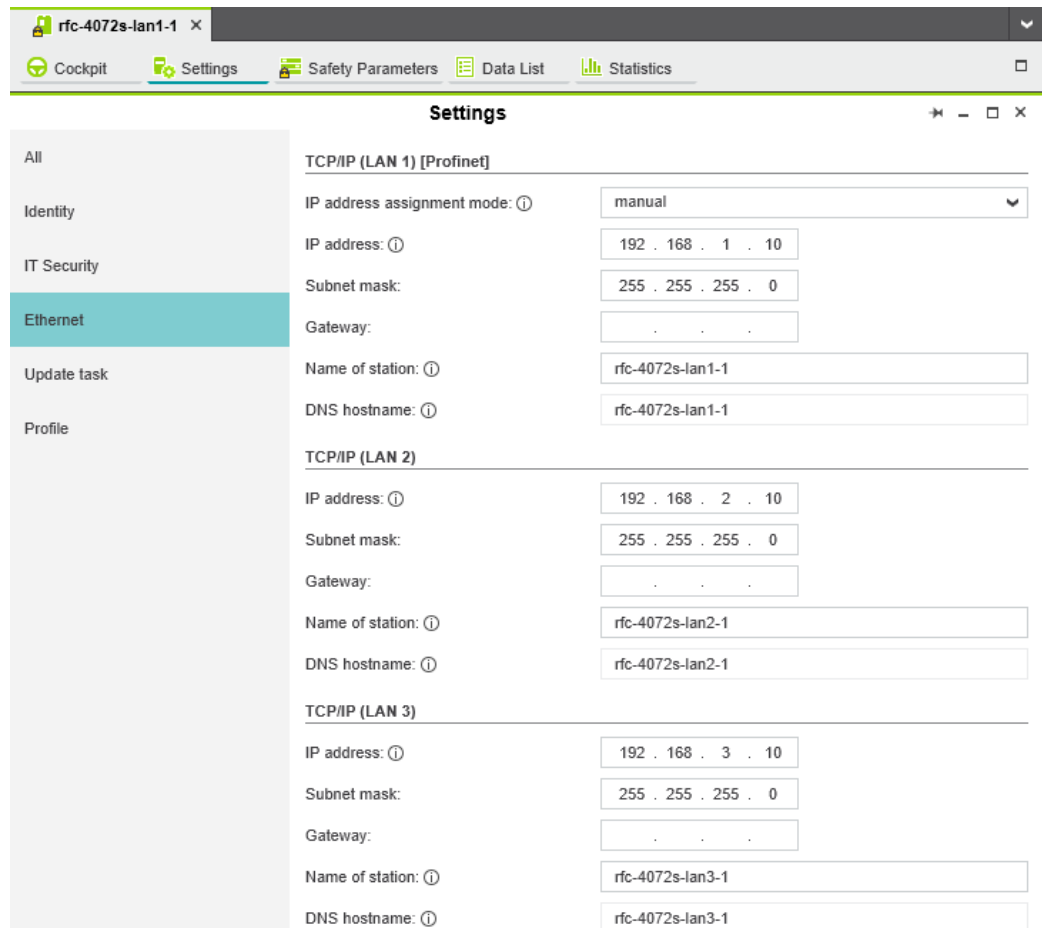 rfc-4072s-lan1-1
Cockpit Settings Safety Parameters Data List Statistics
Settings
All
Identity
IT Security
Ethernet
Update task
Profile
TCP/IP (LAN 1) [Profinet]
IP address assignment mode: manual
IP address: 192 . 168 . 1 . 10
Subnet mask: 255 . 255 . 255 . 0
Gateway: . . .
Name of station: rfc-4072s-lan1-1
DNS hostname: rfc-4072s-lan1-1
TCP/IP (LAN 2)
IP address: 192 . 168 . 2 . 10
Subnet mask: 255 . 255 . 255 . 0
Gateway: . . .
Name of station: rfc-4072s-lan2-1
DNS hostname: rfc-4072s-lan2-1
TCP/IP (LAN 3)
IP address: 192 . 168 . 3 . 10
Subnet mask: 255 . 255 . 255 . 0
Gateway: . . .
Name of station: rfc-4072s-lan3-1
DNS hostname: rfc-4072s-lan3-1